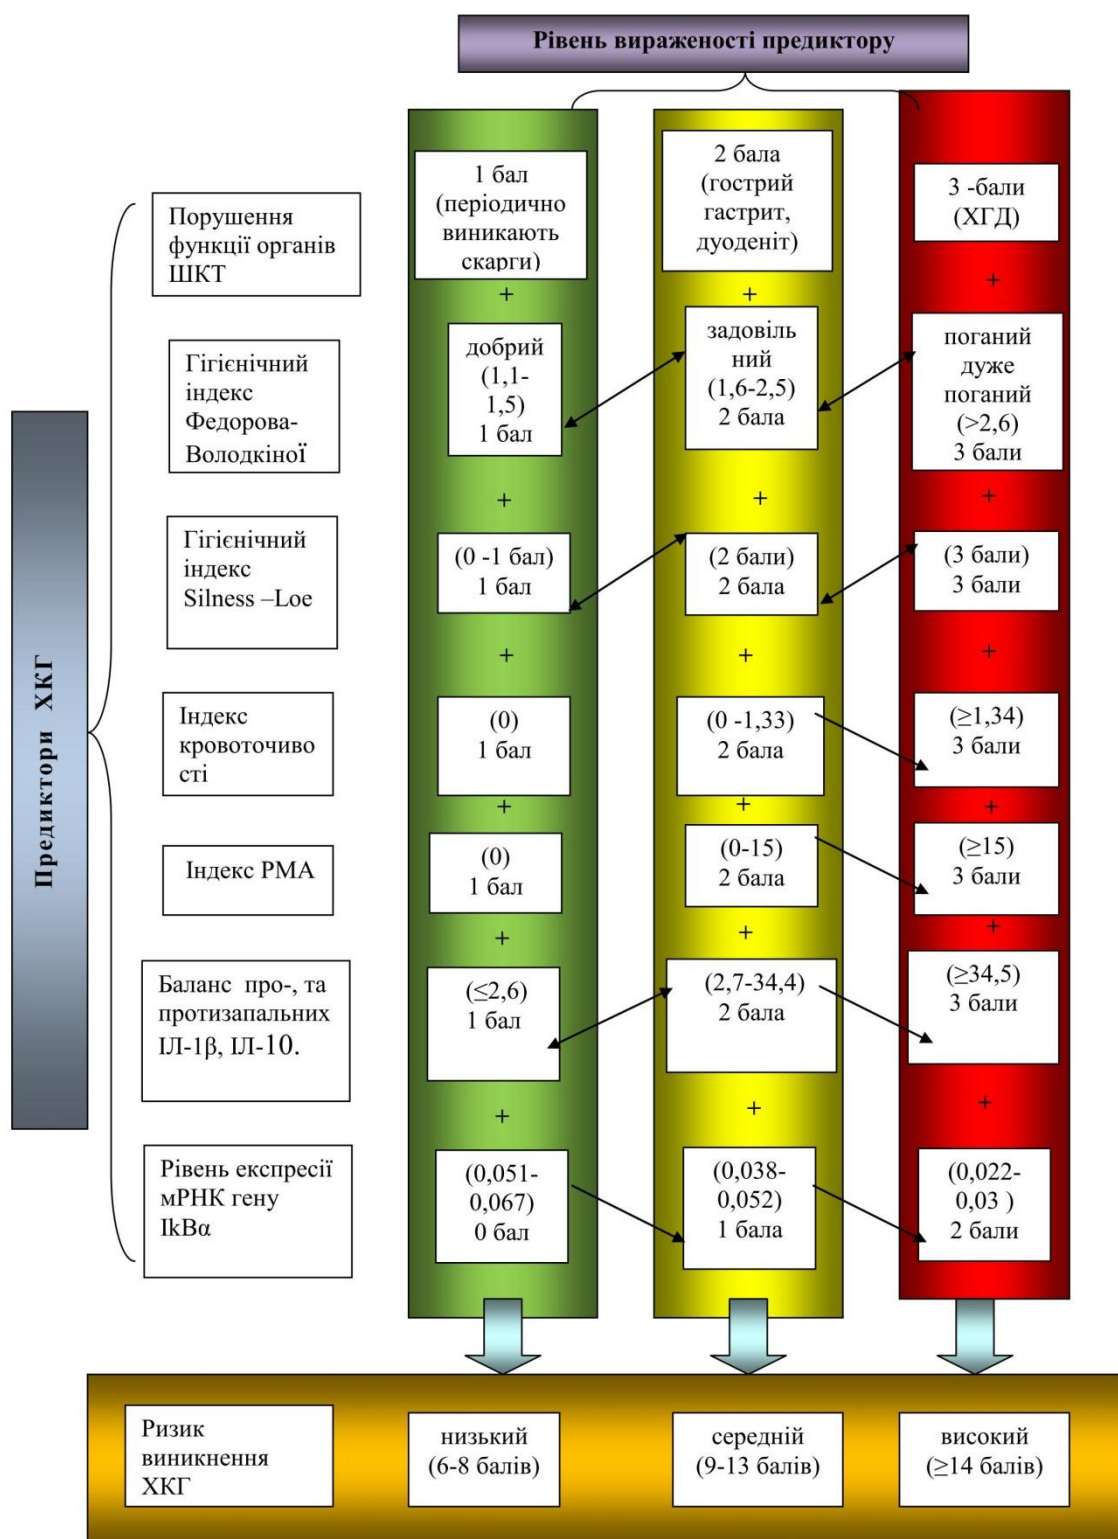 Рівень вираженості предиктору
Предиктори ХКГ
Порушення
функції органів
ШКТ
1 бал
(періодично
виникають
скарги)
2 бала
(гострий
гастрит,
дуоденіт)
3 -бали
(ХГД)
+
+
+
Гігієнічний
індекс
Федорова-
Володкіної
добрий
(1,1-
1,5)
1 бал
задовіль
ний
(1,6-2,5)
2 бала
поганий
дуже
поганий
(>2,6)
3 бали
+
+
+
Гігієнічний
індекс
Silness –Loe
(0 -1 бал)
1 бал
(2 бали)
2 бала
(3 бали)
3 бали
+
+
+
Індекс
кровоточиво
сті
(0)
1 бал
(0 -1,33)
2 бала
(≥1,34)
3 бали
+
+
+
Індекс РМА
(0)
1 бал
(0-15)
2 бала
(≥15)
3 бали
+
+
+
Баланс про-, та
протизапальних
ІЛ-1β, ІЛ-10.
(≤2,6)
1 бал
(2,7-34,4)
2 бала
(≥34,5)
3 бали
+
+
+
Рівень експресії
мРНК гену
IkBα
(0,051-
0,067)
0 бал
(0,038-
0,052)
1 бала
(0,022-
0,03 )
2 бали
Ризик
виникнення
ХКГ
низький
(6-8 балів)
середній
(9-13 балів)
високий
(≥14 балів)